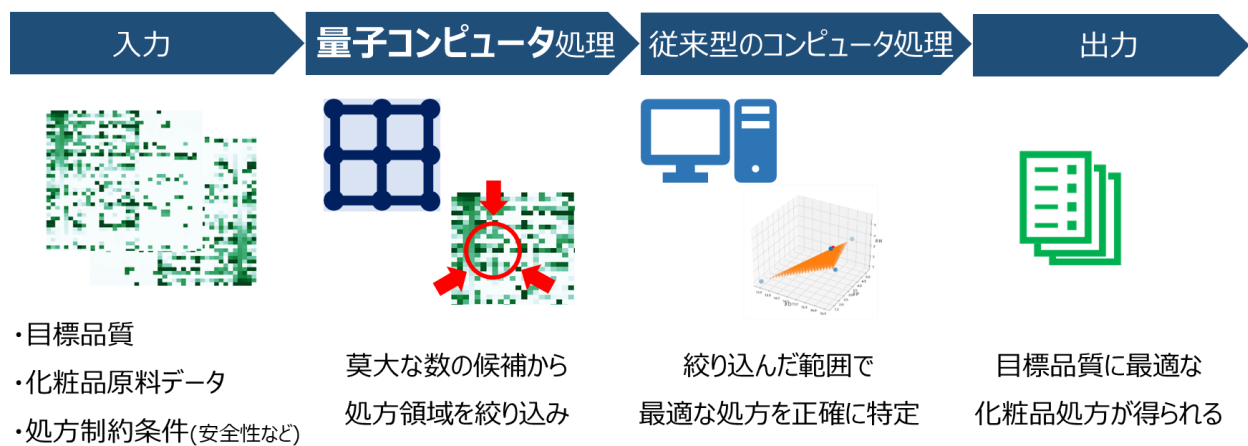 入力
量子コンピュータ処理
従来型のコンピュータ処理
出力
・目標品質
・化粧品原料データ
・処方制約条件(安全性など)
莫大な数の候補から
処方領域を絞り込み
絞り込んだ範囲で
最適な処方を正確に特定
目標品質に最適な
化粧品処方が得られる